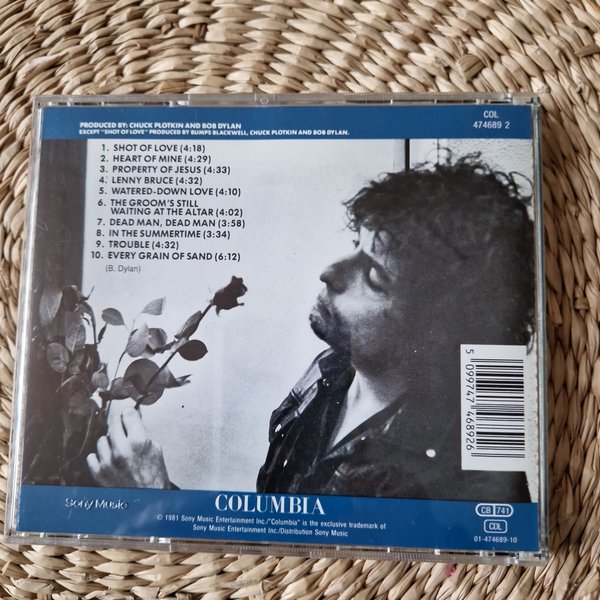 PRODUCED BY: CHUCK PLOTKIN AND BOB DYLAN
EXCEPT "SHOT OF LOVE" PRODUCED BY BUMPS BLACKWELL, CHUCK PLOTKIN AND BOB DYLAN.
COL
474689 2
1. SHOT OF LOVE (4:18)
2. HEART OF MINE (4:29)
3. PROPERTY OF JESUS (4:33)
4. LENNY BRUCE (4:32)
5. WATERED-DOWN LOVE (4:10)
6. THE GROOM'S STILL
WAITING AT THE ALTAR (4:02)
7. DEAD MAN, DEAD MAN (3:58)
8. IN THE SUMMERTIME (3:34)
9. TROUBLE (4:32)
10. EVERY GRAIN OF SAND (6:12)
(B. Dylan)
5 099747 468926
Sony Music
COLUMBIA
© 1981 Sony Music Entertainment Inc./"Columbia" is the exclusive trademark of
Sony Music Entertainment Inc./Distribution Sony Music
CB 741
CDL
01-474689-10